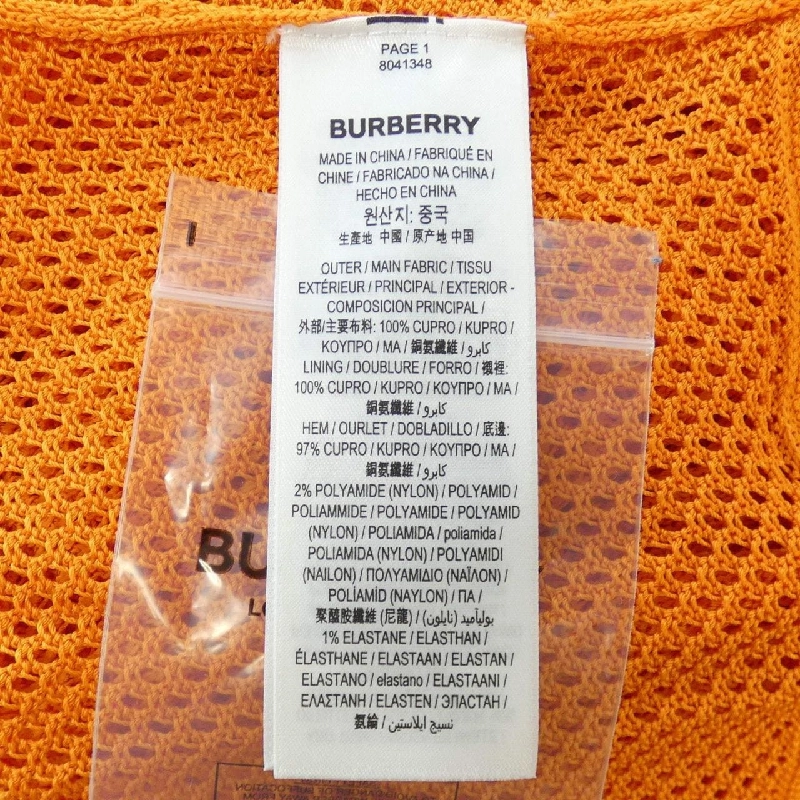 PAGE 1
8041348
BURBERRY
MADE IN CHINA / FABRIQUÉ EN
CHINE / FABRICADO NA CHINA /
HECHO EN CHINA
원산지: 중국
生產地 中國 / 原产地 中国
OUTER / MAIN FABRIC / TISSU
EXTÉRIEUR / PRINCIPAL / EXTERIOR -
COMPOSICION PRINCIPAL /
外部/主要布料: 100% CUPRO / KUPRO /
ΚΟΥΠΡΟ / MA / 銅氨纖維 / كابرو
LINING / DOUBLURE / FORRO / 襯裡:
100% CUPRO / KUPRO / ΚΟΥΠΡΟ / MA /
銅氨纖維 / كابرو
HEM / OURLET / DOBLADILLO / 底邊:
97% CUPRO / KUPRO / ΚΟΥΠΡΟ / MA /
銅氨纖維 / كابرو
2% POLYAMIDE (NYLON) / POLYAMID /
POLIAMMIDE / POLYAMIDE / POLYAMID
(NYLON) / POLIAMIDA / poliamida /
POLIAMIDA (NYLON) / POLYAMIDI
(NAILON) / ΠΟΛΥΑΜΙΔΙΟ (ΝΑΪΛΟΝ) /
POLÍAMÍD (NAYLON) / ПА /
聚醯胺纖維 (尼龍) / بوليآميد (نايلون)
1% ELASTANE / ELASTHAN /
ÉLASTHANE / ELASTAAN / ELASTAN /
ELASTANO / elastano / ELASTAANI /
ΕΛΑΣΤΑΝΗ / ELASTEN / ЭЛАСТАН /
氨綸 / نسيج ايلاستين
BU